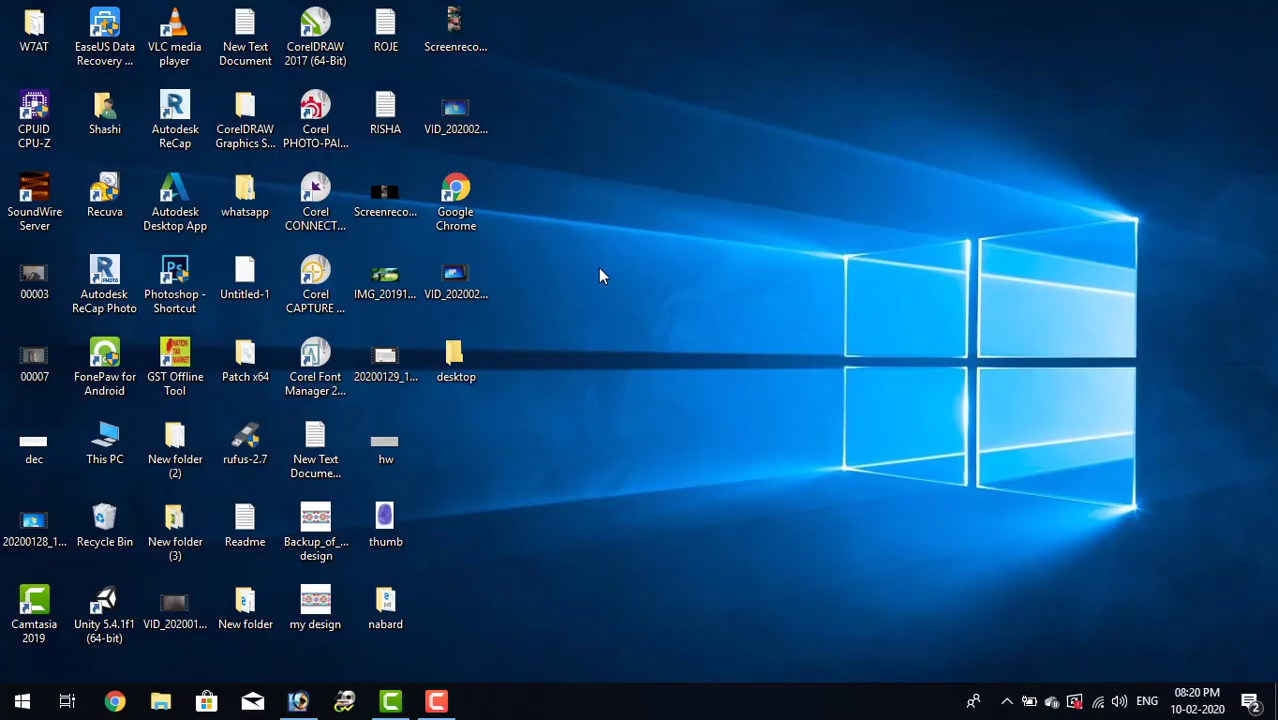 W7AT
EaseUS Data
Recovery ...
VLC media
player
New Text
Document
CorelDRAW
2017 (64-Bit)
ROJE
Screenreco...
CPUID
CPU-Z
Shashi
Autodesk
ReCap
CorelDRAW
Graphics S...
Corel
PHOTO-PAI...
RISHA
VID_202002...
SoundWire
Server
Recuva
Autodesk
Desktop App
whatsapp
Corel
CONNECT...
Screenreco...
Google
Chrome
00003
Autodesk
ReCap Photo
Photoshop -
Shortcut
Untitled-1
Corel
CAPTURE ...
IMG_20191...
VID_202002...
00007
FonePaw for
Android
GST Offline
Tool
Patch x64
Corel Font
Manager 2...
20200129_1...
desktop
dec
This PC
New folder
(2)
rufus-2.7
New Text
Docume...
hw
20200128_1...
Recycle Bin
New folder
(3)
Readme
Backup_of_...
design
thumb
Camtasia
2019
Unity 5.4.1f1
(64-bit)
VID_202001...
New folder
my design
nabard
ENG
08:20 PM
10-02-2020
2